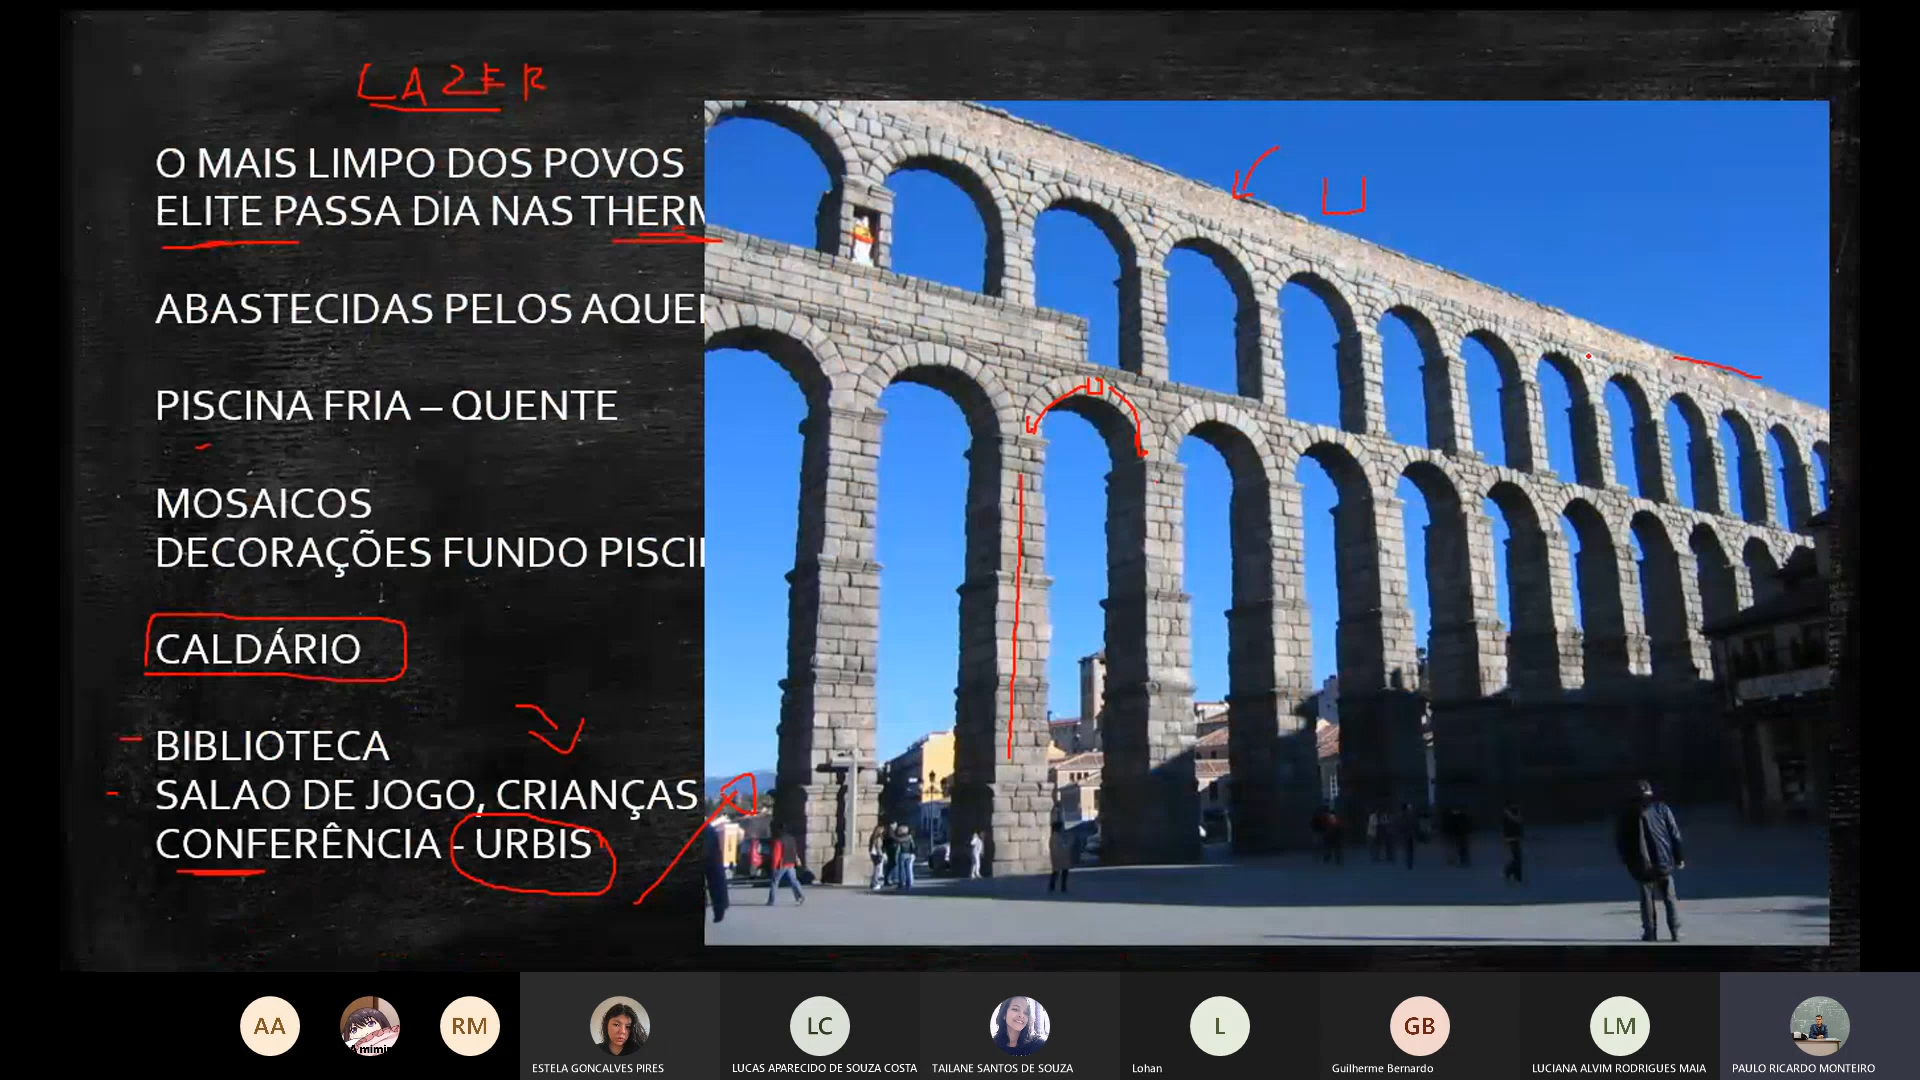 LAZER
O MAIS LIMPO DOS POVOS
ELITE PASSA DIA NAS THERM
ABASTECIDAS PELOS AQUE
PISCINA FRIA – QUENTE
MOSAICOS
DECORAÇÕES FUNDO PISCI
CALDÁRIO
BIBLIOTECA
SALAO DE JOGO, CRIANÇAS
CONFERÊNCIA - URBIS
AA
mimir
RM
ESTELA GONCALVES PIRES
LC
LUCAS APARECIDO DE SOUZA COSTA
TAILANE SANTOS DE SOUZA
L
Lohan
GB
Guilherme Bernardo
LM
LUCIANA ALVIM RODRIGUES MAIA
PAULO RICARDO MONTEIRO